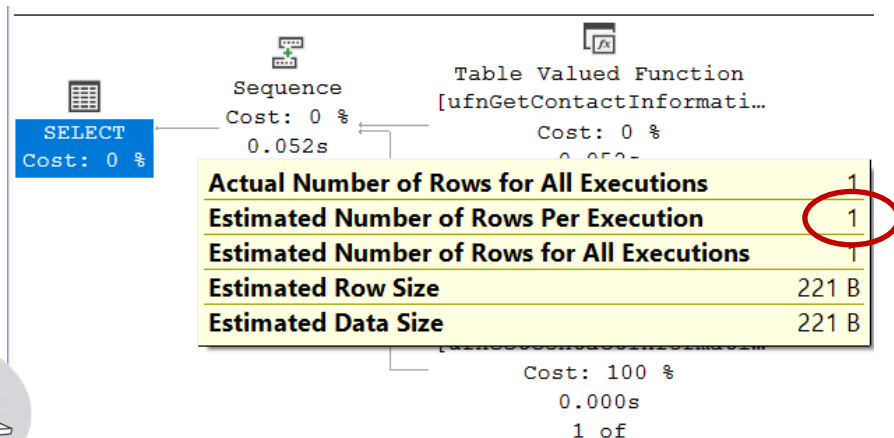 Sequence
Cost: 0 %
0.052s
Table Valued Function
[ufnGetContactInformati…
Cost: 0 %
SELECT
Cost: 0 %
Actual Number of Rows for All Executions 1
Estimated Number of Rows Per Execution 1
Estimated Number of Rows for All Executions 1
Estimated Row Size 221 B
Estimated Data Size 221 B
Cost: 100 %
0.000s
1 of